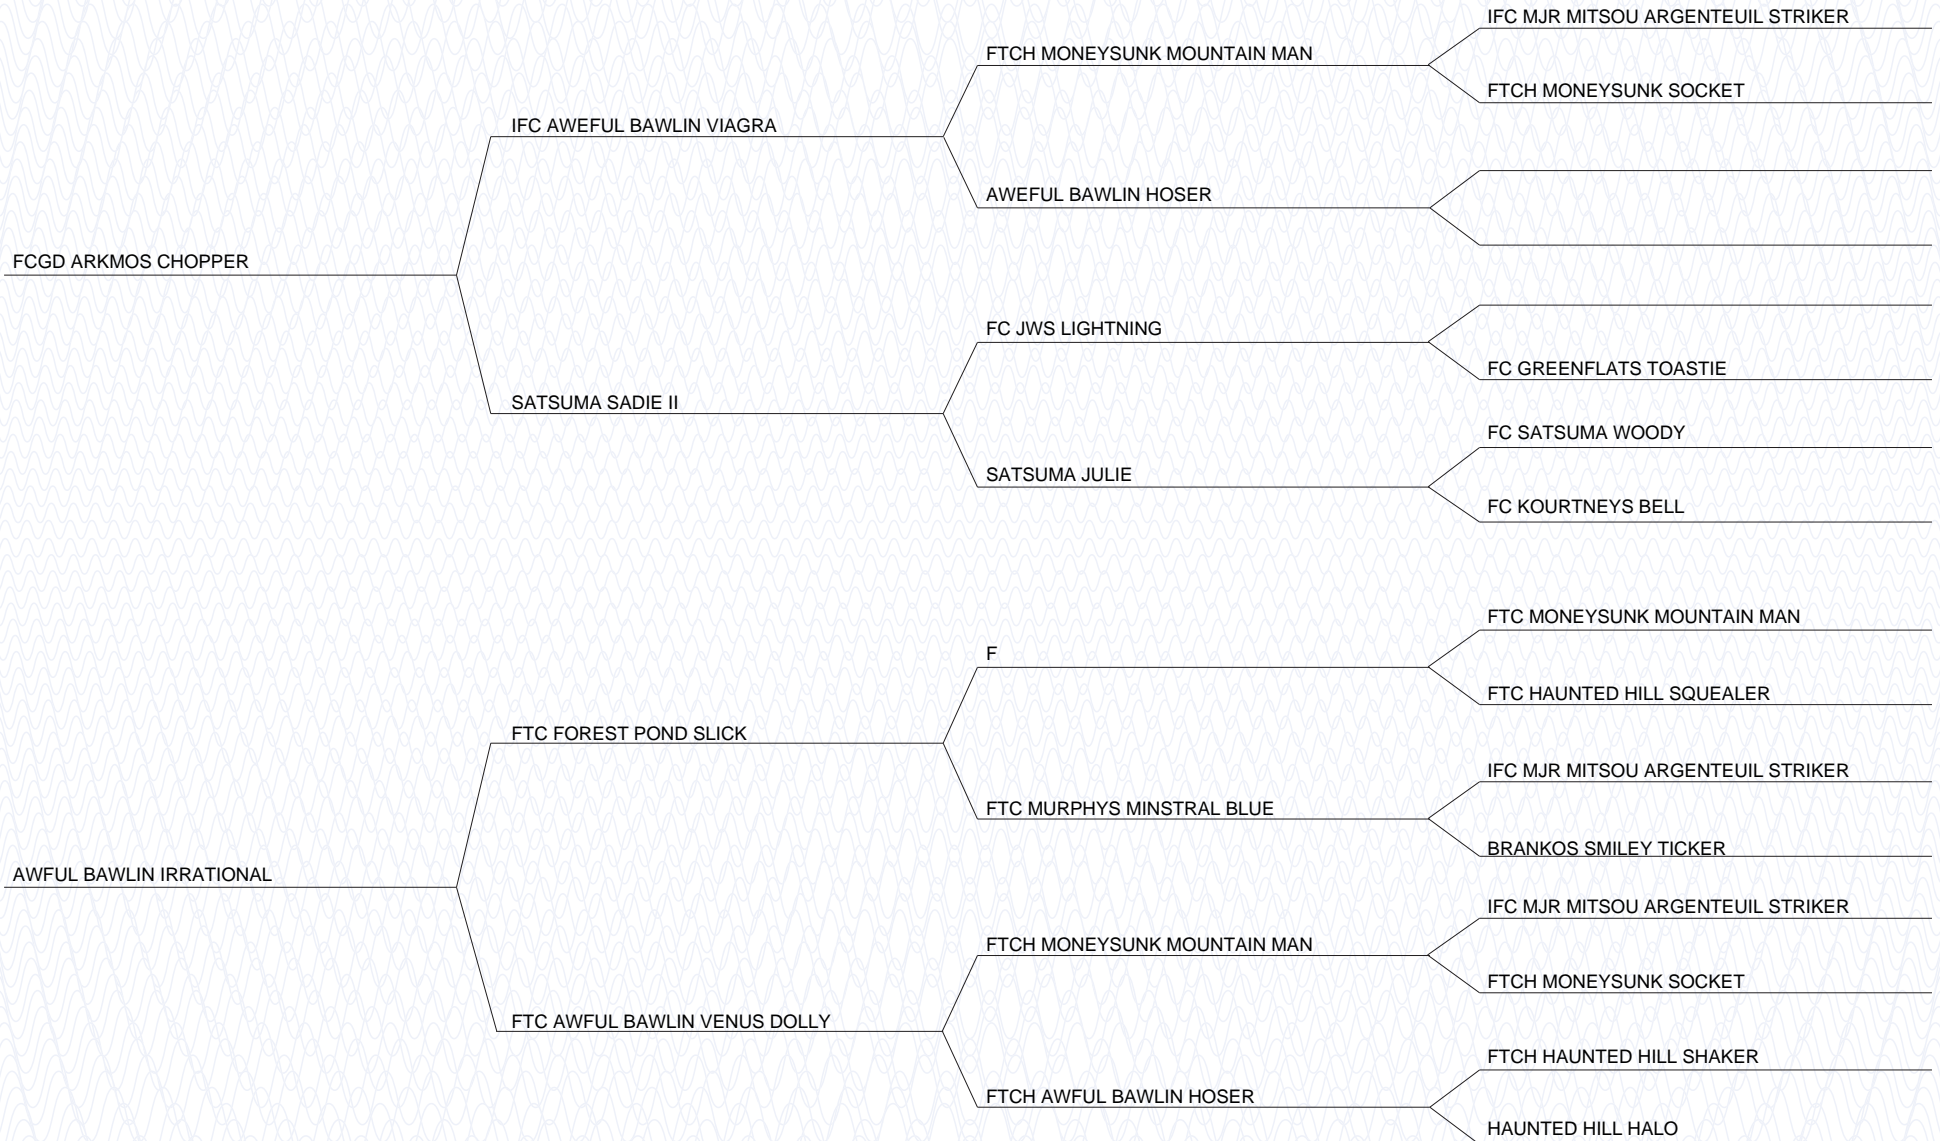 IFC MJR MITSOU ARGENTEUIL STRIKER
FTCH MONEYSUNK MOUNTAIN MAN
FTCH MONEYSUNK SOCKET
IFC AWEFUL BAWLIN VIAGRA
AWEFUL BAWLIN HOSER
FCGD ARKMOS CHOPPER
FC JWS LIGHTNING
FC GREENFLATS TOASTIE
SATSUMA SADIE II
FC SATSUMA WOODY
SATSUMA JULIE
FC KOURTNEYS BELL
FTC MONEYSUNK MOUNTAIN MAN
F
FTC HAUNTED HILL SQUEALER
FTC FOREST POND SLICK
IFC MJR MITSOU ARGENTEUIL STRIKER
FTC MURPHYS MINSTRAL BLUE
BRANKOS SMILEY TICKER
AWFUL BAWLIN IRRATIONAL
IFC MJR MITSOU ARGENTEUIL STRIKER
FTCH MONEYSUNK MOUNTAIN MAN
FTCH MONEYSUNK SOCKET
FTC AWFUL BAWLIN VENUS DOLLY
FTCH HAUNTED HILL SHAKER
FTCH AWFUL BAWLIN HOSER
HAUNTED HILL HALO